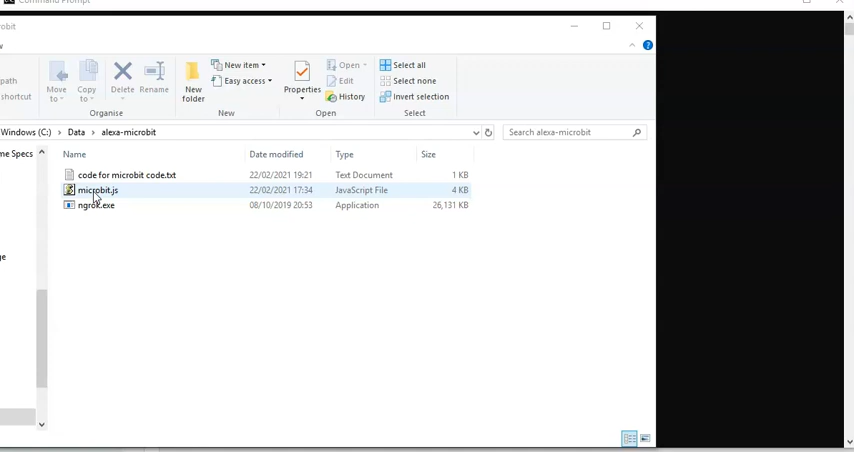 Command Prompt
obit
w
path
shortcut
Move to
Copy to
Delete
Rename
New folder
New item
Easy access
Properties
Open
Edit
History
Select all
Select none
Invert selection
Organise
New
Open
Select
Windows (C:) > Data > alexa-microbit
Search alexa-microbit
me Specs
Name Date modified Type Size
code for microbit code.txt 22/02/2021 19:21 Text Document 1 KB
microbit.js 22/02/2021 17:34 JavaScript File 4 KB
ngrok.exe 08/10/2019 20:53 Application 26,131 KB
ge